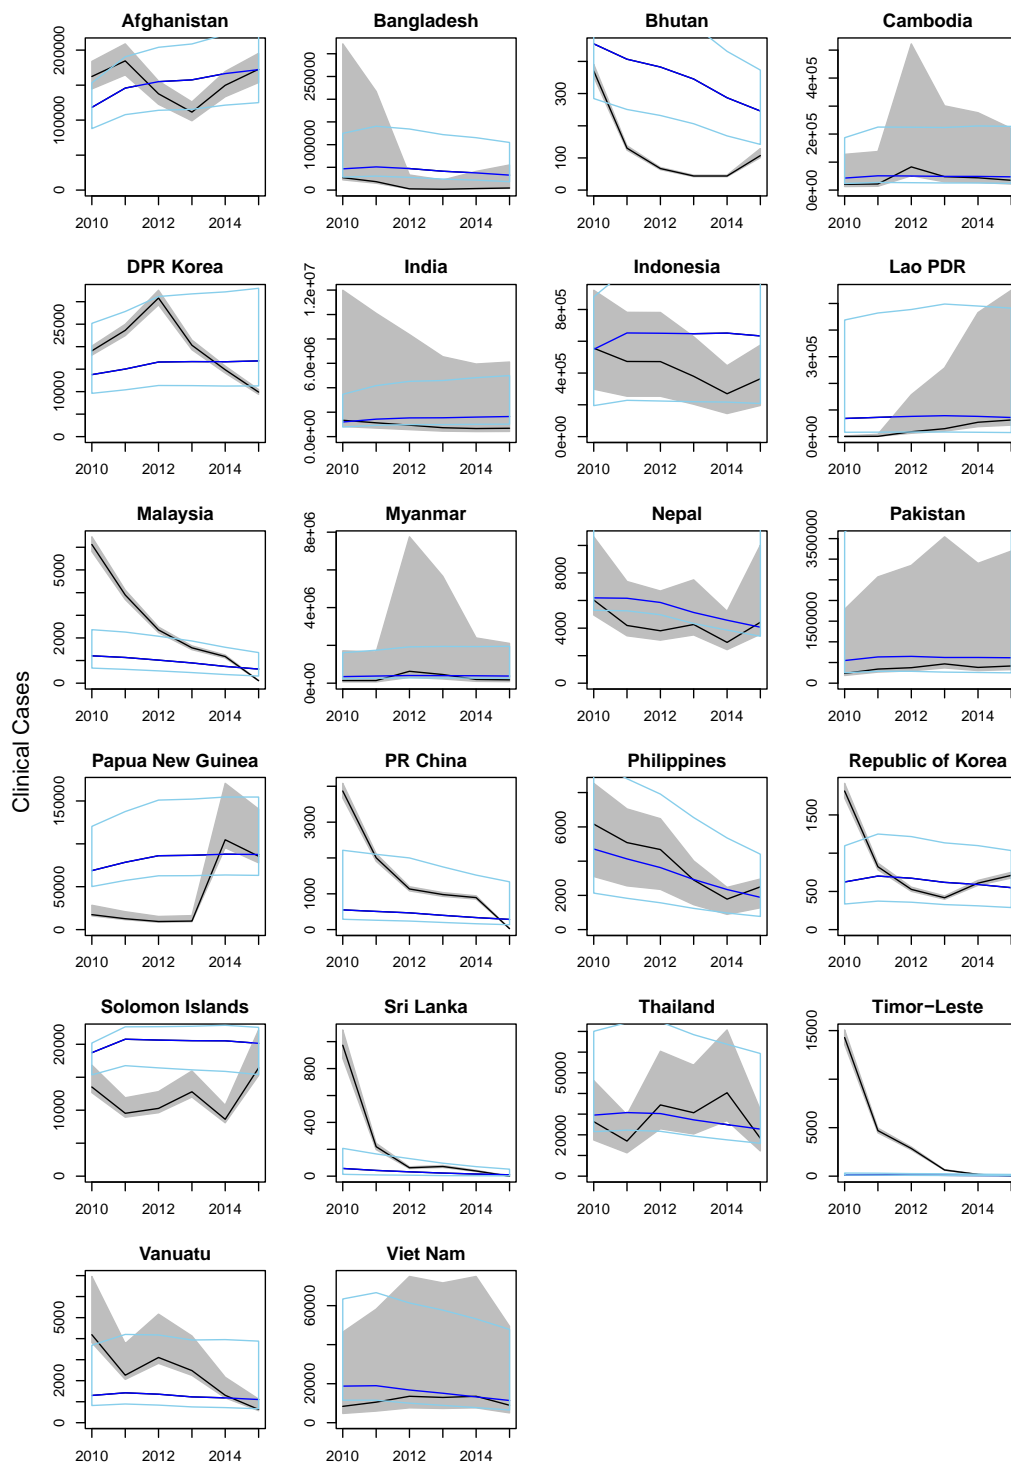 Afghanistan Bangladesh Bhutan Cambodia
0 100000 200000
0 100000 250000
0 100 300
0e+00 2e+05 4e+05
2010 2012 2014 2010 2012 2014 2010 2012 2014 2010 2012 2014
DPR Korea India Indonesia Lao PDR
0 10000 25000
0.0e+00 6.0e+06 1.2e+07
0e+00 4e+05 8e+05
0e+00 3e+05
2010 2012 2014 2010 2012 2014 2010 2012 2014 2010 2012 2014
Malaysia Myanmar Nepal Pakistan
0 2000 5000
0e+00 4e+06 8e+06
0 4000 8000
0 1500000 3500000
2010 2012 2014 2010 2012 2014 2010 2012 2014 2010 2012 2014
Clinical Cases
Papua New Guinea PR China Philippines Republic of Korea
0 50000 150000
0 1000 3000
0 2000 6000
0 500 1500
2010 2012 2014 2010 2012 2014 2010 2012 2014 2010 2012 2014
Solomon Islands Sri Lanka Thailand Timor−Leste
0 10000 20000
0 400 800
0 20000 50000
0 5000 15000
2010 2012 2014 2010 2012 2014 2010 2012 2014 2010 2012 2014
Vanuatu Viet Nam
0 2000 50000
0 20000 60000
2010 2012 2014 2010 2012 2014